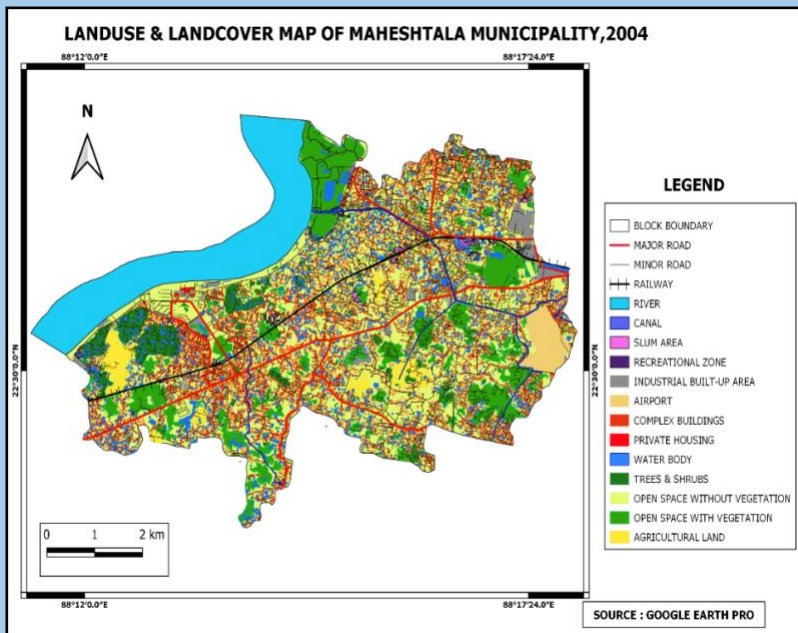 LANDUSE & LANDCOVER MAP OF MAHESHTALA MUNICIPALITY,2004
88°12'0.0"E
88°17'24.0"E
N
22°30'0.0"N
22°30'0.0"N
LEGEND
BLOCK BOUNDARY
MAJOR ROAD
MINOR ROAD
RAILWAY
RIVER
CANAL
SLUM AREA
RECREATIONAL ZONE
INDUSTRIAL BUILT-UP AREA
AIRPORT
COMPLEX BUILDINGS
PRIVATE HOUSING
WATER BODY
TREES & SHRUBS
OPEN SPACE WITHOUT VEGETATION
OPEN SPACE WITH VEGETATION
AGRICULTURAL LAND
0 1 2 km
88°12'0.0"E
88°17'24.0"E
SOURCE : GOOGLE EARTH PRO